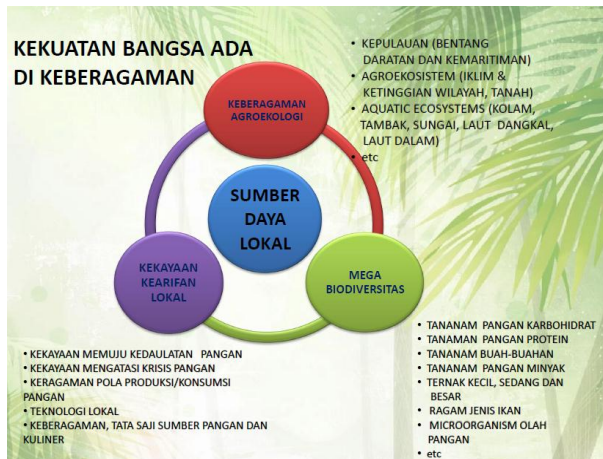 KEKUATAN BANGSA ADA
DI KEBERAGAMAN
• KEPULAUAN (BENTANG
DARATAN DAN KEMARITIMAN)
• AGROEKOSISTEM (IKLIM &
KETINGGIAN WILAYAH, TANAH)
• AQUATIC ECOSYSTEMS (KOLAM,
TAMBAK, SUNGAI, LAUT DANGKAL,
LAUT DALAM)
• etc
KEBERAGAMAN
AGROEKOLOGI
SUMBER
DAYA
LOKAL
KEKAYAAN
KEARIFAN
LOKAL
MEGA
BIODIVERSITAS
• KEKAYAAN MEMUJU KEDAULATAN PANGAN
• KEKAYAAN MENGATASI KRISIS PANGAN
• KERAGAMAN POLA PRODUKSI/KONSUMSI
PANGAN
• TEKNOLOGI LOKAL
• KEBERAGAMAN, TATA SAJI SUMBER PANGAN DAN
KULINER
• TANANAM PANGAN KARBOHIDRAT
• TANAMAN PANGAN PROTEIN
• TANANAM BUAH-BUAHAN
• TANANAM PANGAN MINYAK
• TERNAK KECIL, SEDANG DAN
BESAR
• RAGAM JENIS IKAN
• MICROORGANISM OLAH
PANGAN
• etc